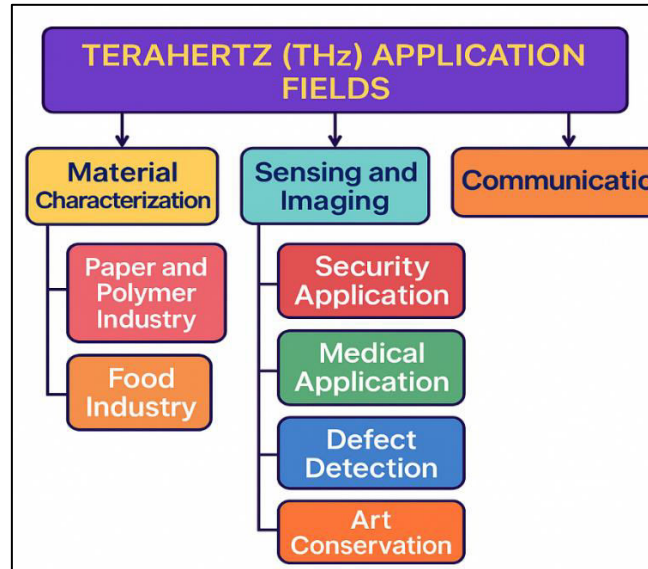 TERAHERTZ (THz) APPLICATION
FIELDS
Material
Characterization
Sensing and
Imaging
Communicatio
Paper and
Polymer
Industry
Food
Industry
Security
Application
Medical
Application
Defect
Detection
Art
Conservation